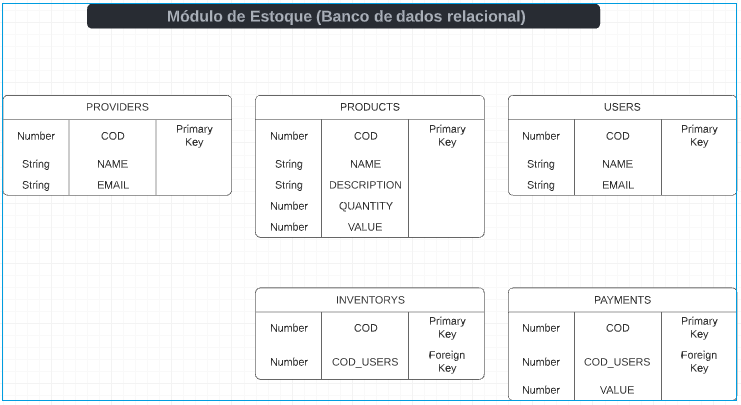 Módulo de Estoque (Banco de dados relacional)
PROVIDERS
Number COD Primary Key
String NAME
String EMAIL
PRODUCTS
Number COD Primary Key
String NAME
String DESCRIPTION
Number QUANTITY
Number VALUE
USERS
Number COD Primary Key
String NAME
String EMAIL
INVENTORYS
Number COD Primary Key
Number COD_USERS Foreign Key
PAYMENTS
Number COD Primary Key
Number COD_USERS Foreign Key
Number VALUE